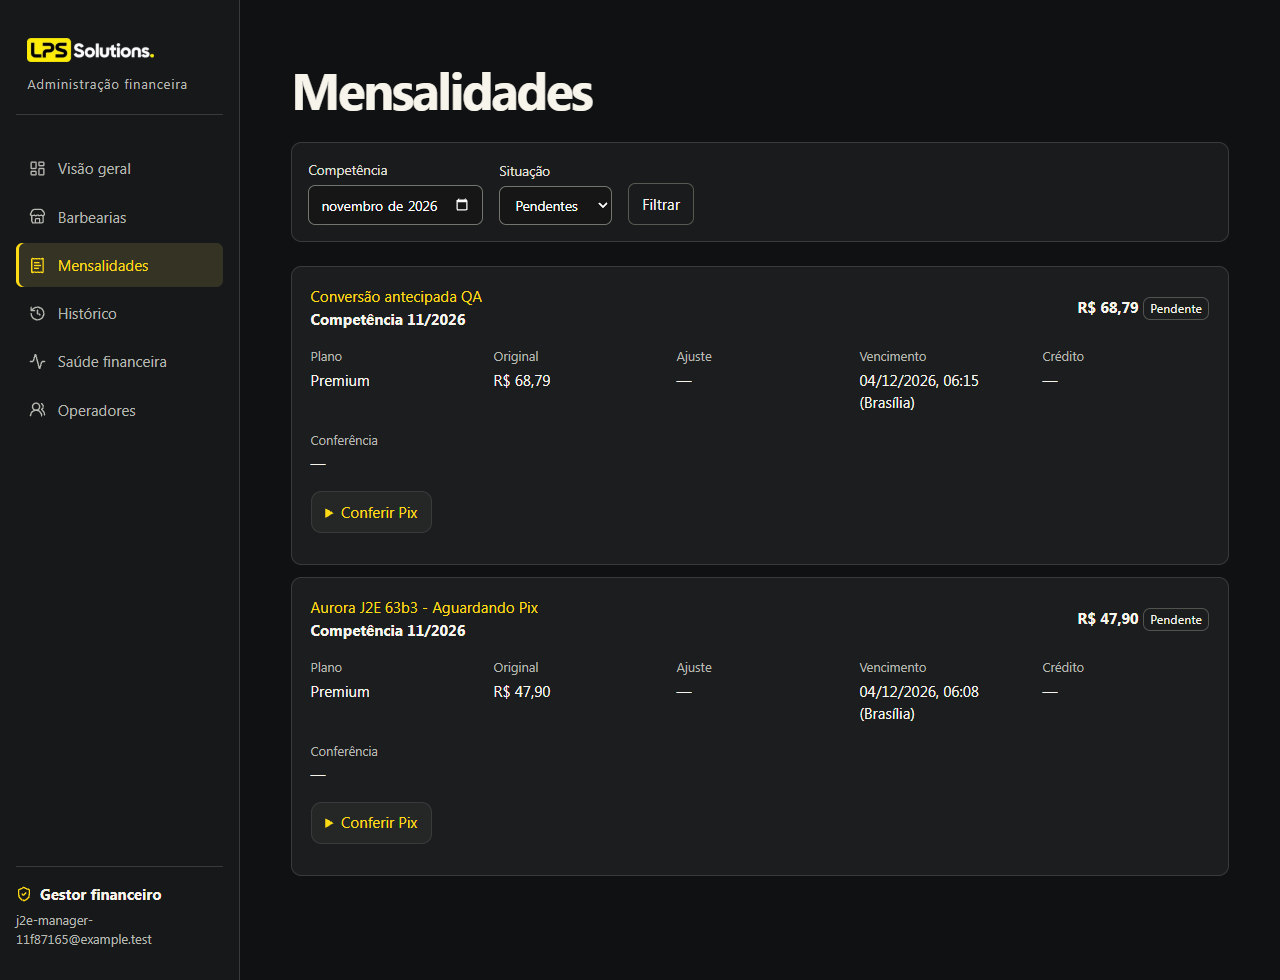 LPS Solutions.
Administração financeira
Visão geral
Barbearias
Mensalidades
Histórico
Saúde financeira
Operadores
Gestor financeiro
j2e-manager-
11f87165@example.test
Mensalidades
Competência
Situação
novembro de 2026
Pendentes
Filtrar
Conversão antecipada QA
Competência 11/2026
R$ 68,79 Pendente
Plano
Original
Ajuste
Vencimento
Crédito
Premium
R$ 68,79
—
04/12/2026, 06:15
(Brasília)
—
Conferência
—
Conferir Pix
Aurora J2E 63b3 - Aguardando Pix
Competência 11/2026
R$ 47,90 Pendente
Plano
Original
Ajuste
Vencimento
Crédito
Premium
R$ 47,90
—
04/12/2026, 06:08
(Brasília)
—
Conferência
—
Conferir Pix